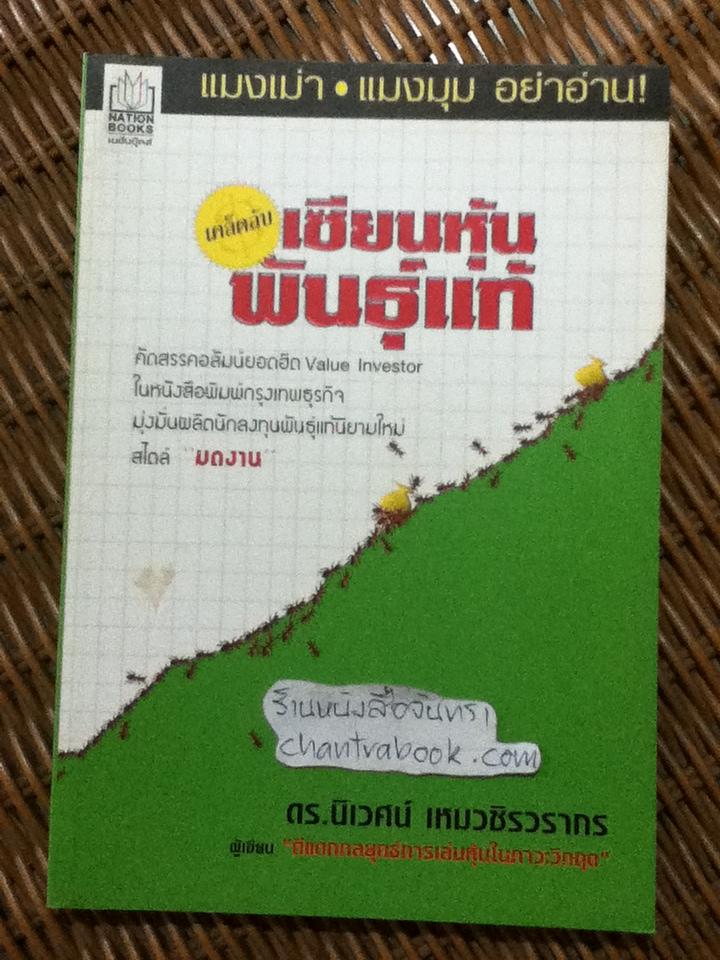 แมงเม่า • แมงมุม อย่าอ่าน!
NATION
BOOKS
เนชั่นบุ๊คส์
เคล็ดลับ
เซียนหุ้น
พันธุ์แท้
คัดสรรคอลัมน์ยอดฮิต Value Investor
ในหนังสือพิมพ์กรุงเทพธุรกิจ
มุ่งมั่นผลิตนักลงทุนพันธุ์แท้นิยามใหม่
สไตล์ "มดงาน"
ร้านหนังสือจันทรา
chantrabook.com
ดร.นิเวศน์ เหมวชิรวรากร
ผู้เขียน "ตีแตกกลยุทธ์การเล่นหุ้นในภาวะวิกฤต"